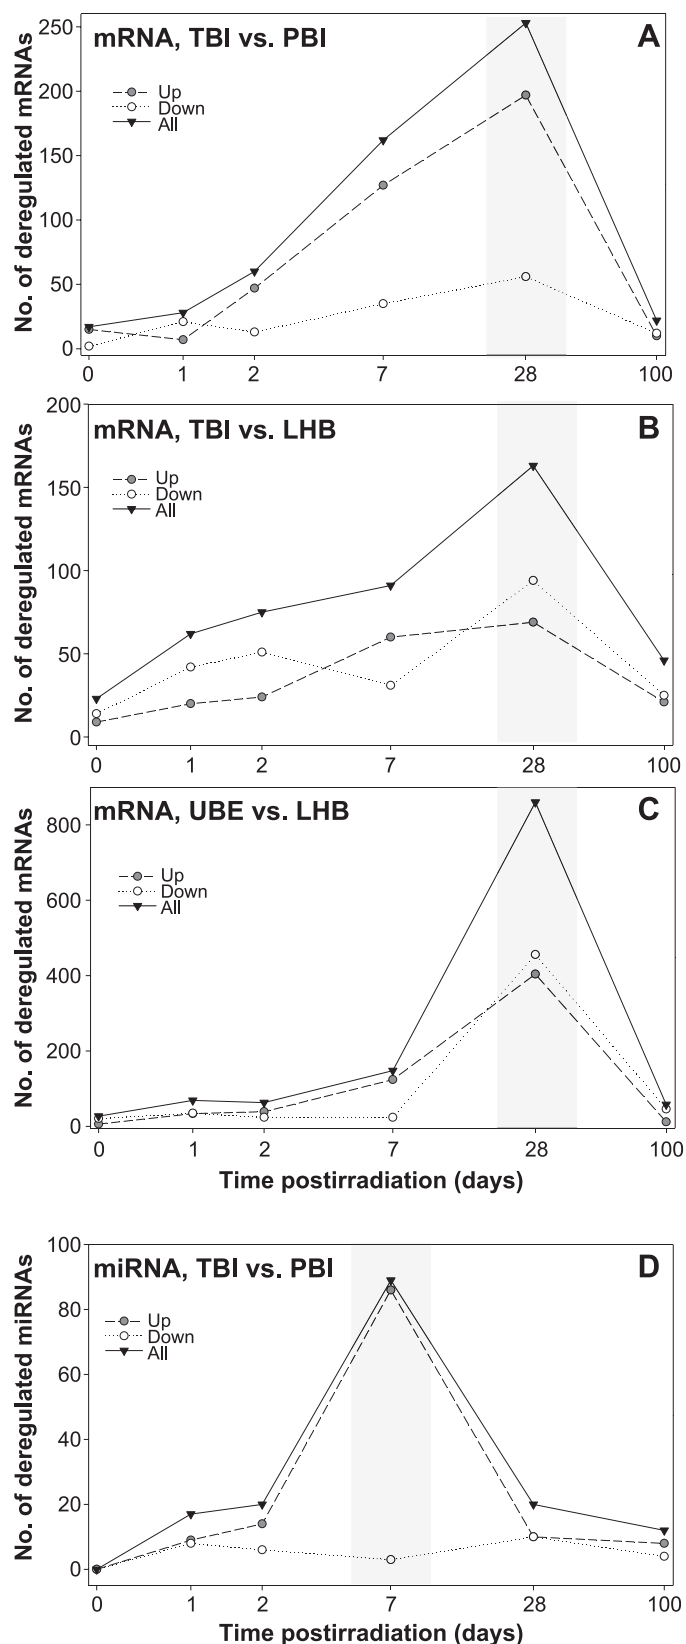 mRNA, TBI vs. PBI A
No. of deregulated mRNAs
250
200
150
100
50
0
Up
Down
All
0 1 2 7 28 100
mRNA, TBI vs. LHB B
No. of deregulated mRNAs
200
150
100
50
0
Up
Down
All
0 1 2 7 28 100
mRNA, UBE vs. LHB C
No. of deregulated mRNAs
800
600
400
200
0
Up
Down
All
0 1 2 7 28 100
Time postirradiation (days)
miRNA, TBI vs. PBI D
No. of deregulated miRNAs
100
80
60
40
20
0
Up
Down
All
0 1 2 7 28 100
Time postirradiation (days)